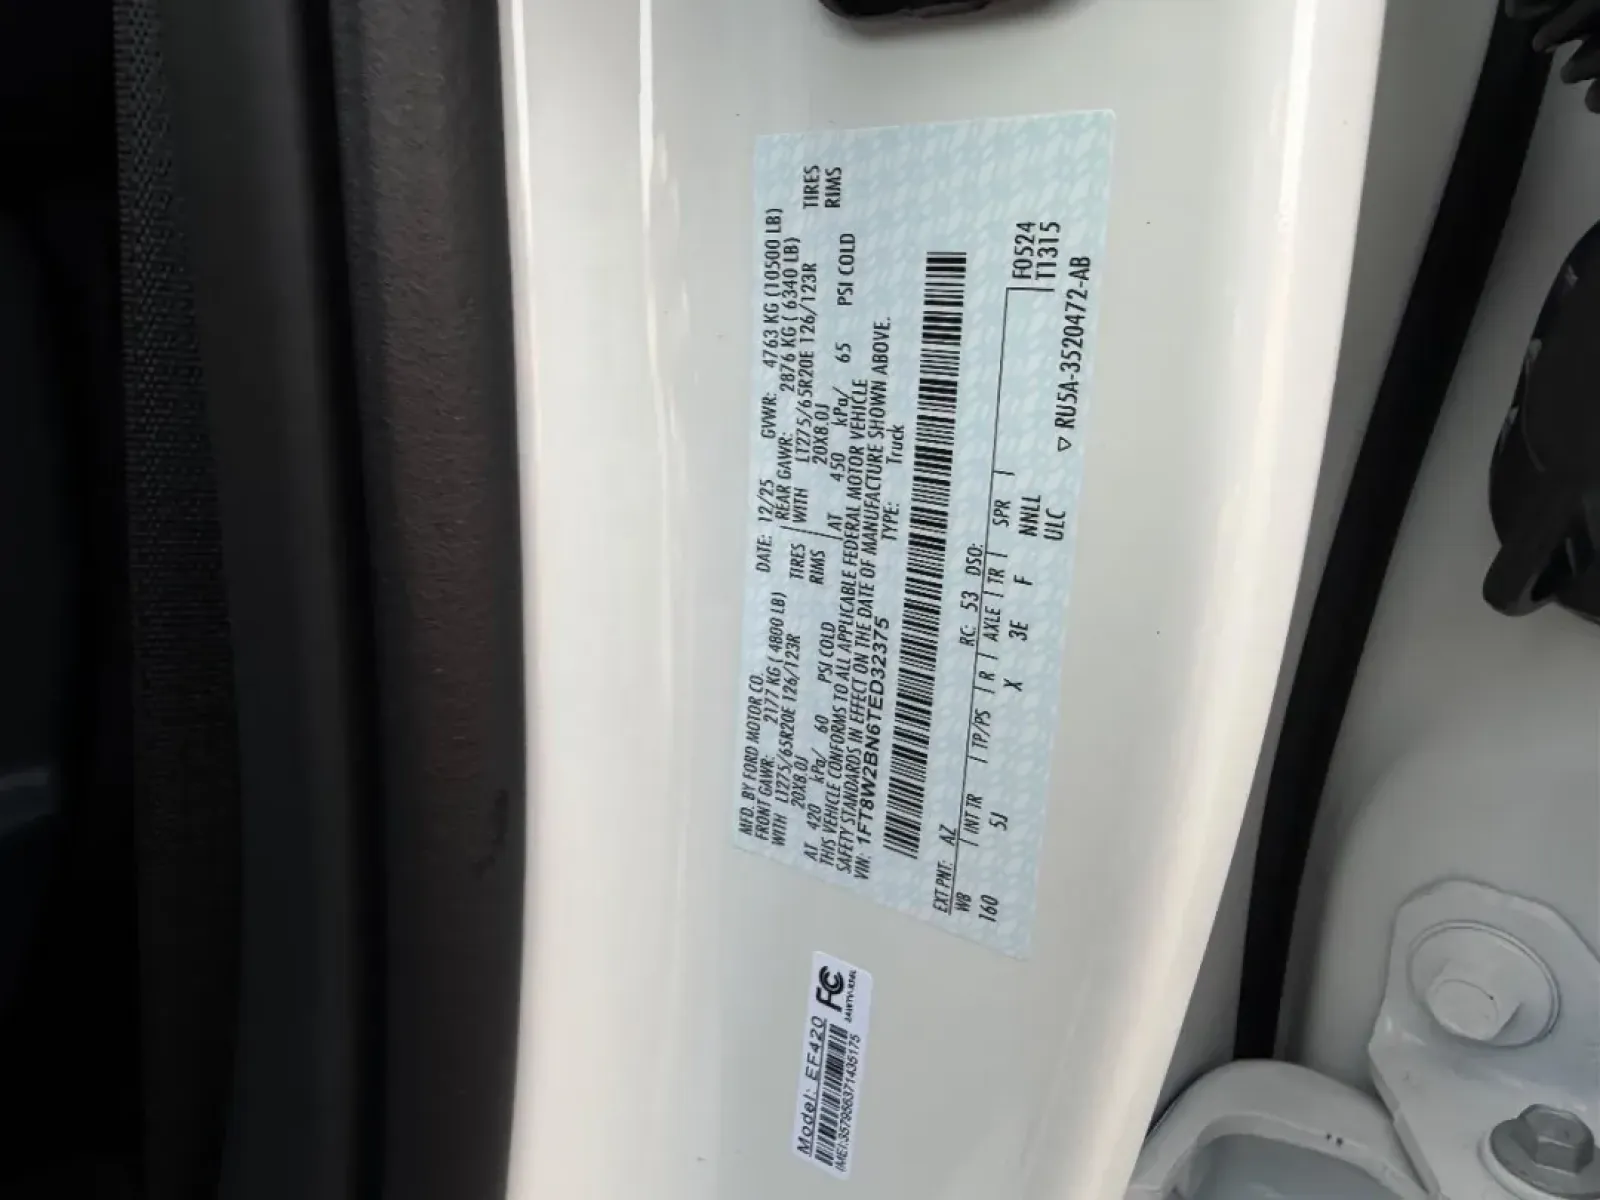 MFD. BY FORD MOTOR CO.
DATE: 12/25 GVWR: 4763 KG (10500 LB)
FRONT GAWR: 2177 KG ( 4800 LB)
REAR GAWR: 2876 KG ( 6340 LB)
WITH LT275/65R20E 126/123R TIRES
WITH LT275/65R20E 126/123R TIRES
20X8.0J RIMS
20X8.0J RIMS
AT 420 kPa/ 60 PSI COLD
AT 450 kPa/ 65 PSI COLD
THIS VEHICLE CONFORMS TO ALL APPLICABLE FEDERAL MOTOR VEHICLE
SAFETY STANDARDS IN EFFECT ON THE DATE OF MANUFACTURE SHOWN ABOVE.
VIN: 1FT8W2BN6TED32375 TYPE: Truck
EXT PNT: AZ RC: 53 DSO:
WB INT TR TP/PS R AXLE TR SPR F0524
160 5J X 3E F NNLL T1315
ULC
RU5A-3520472-AB
Model: EF420
FC
IMEI:357956371435175